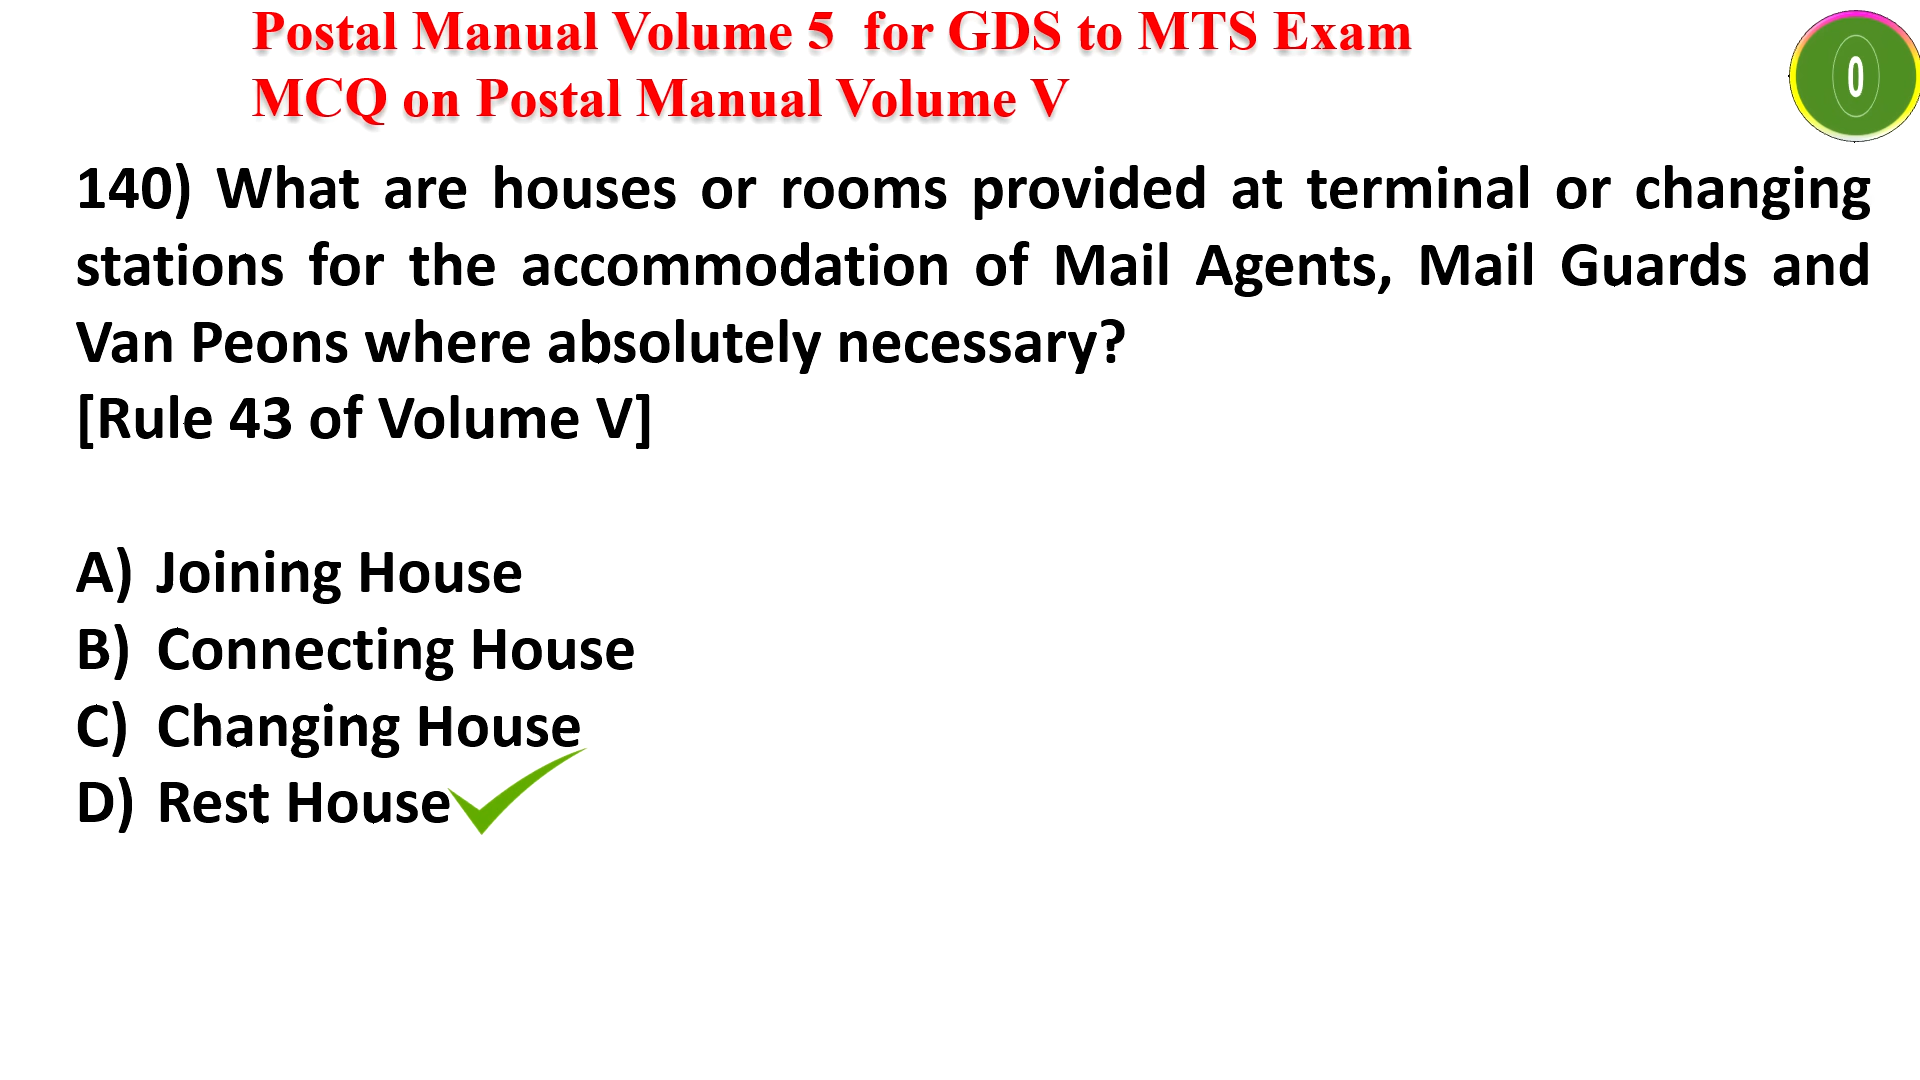 Postal Manual Volume 5 for GDS to MTS Exam
MCQ on Postal Manual Volume V
0
140) What are houses or rooms provided at terminal or changing
stations for the accommodation of Mail Agents, Mail Guards and
Van Peons where absolutely necessary?
[Rule 43 of Volume V]
A) Joining House
B) Connecting House
C) Changing House
D) Rest House